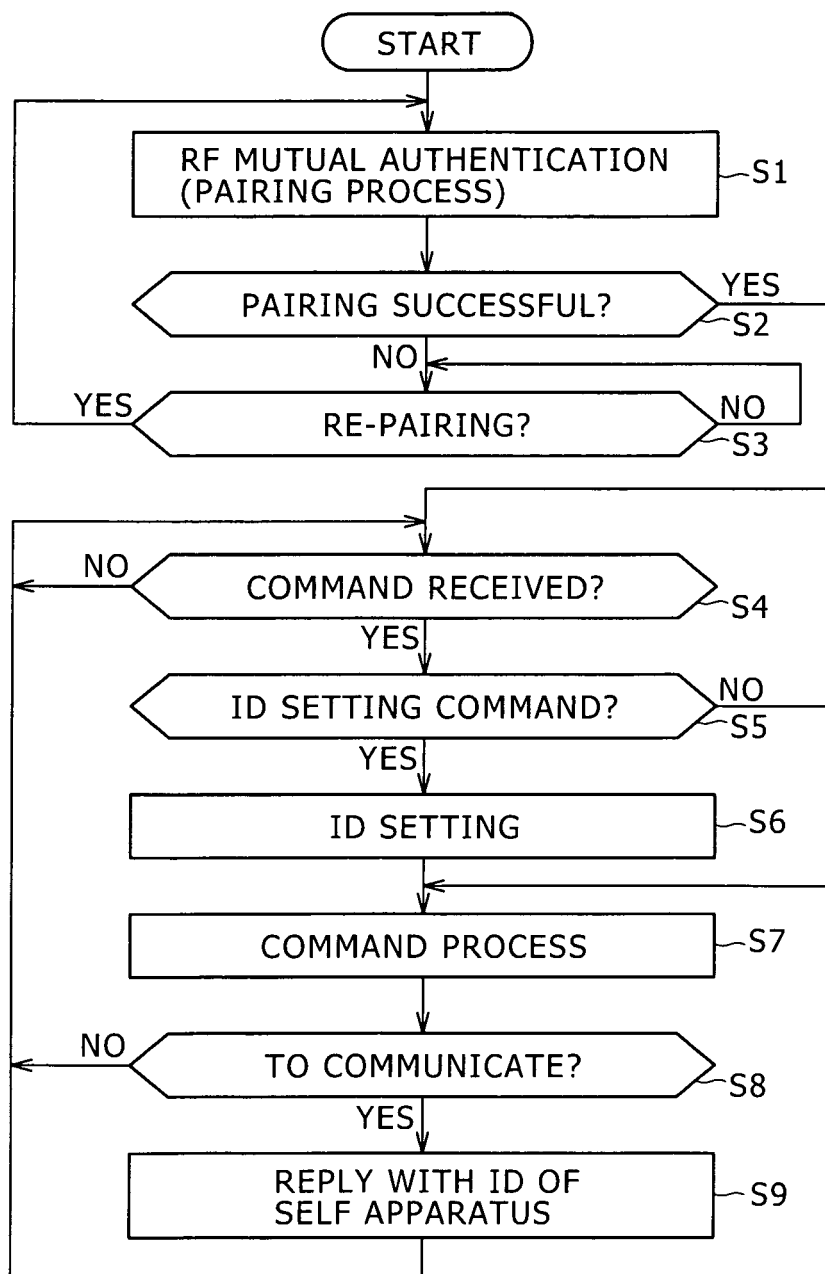 START
RF MUTUAL AUTHENTICATION
(PAIRING PROCESS)
S1
PAIRING SUCCESSFUL?
YES
S2
NO
YES
RE-PAIRING?
NO
S3
NO
COMMAND RECEIVED?
S4
YES
ID SETTING COMMAND?
NO
S5
YES
ID SETTING
S6
COMMAND PROCESS
S7
NO
TO COMMUNICATE?
S8
YES
REPLY WITH ID OF
SELF APPARATUS
S9